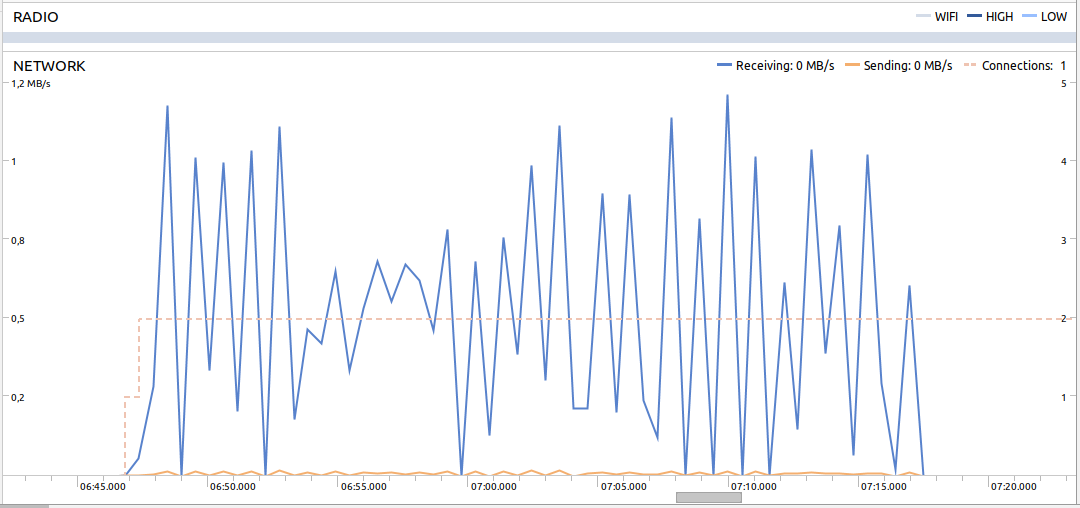 RADIO WIFI HIGH LOW
NETWORK Receiving: 0 MB/s Sending: 0 MB/s Connections: 1
1,2 MB/s 5
1 4
0,8 3
0,5 2
0,2 1
06:45.000 06:50.000 06:55.000 07:00.000 07:05.000 07:10.000 07:15.000 07:20.000